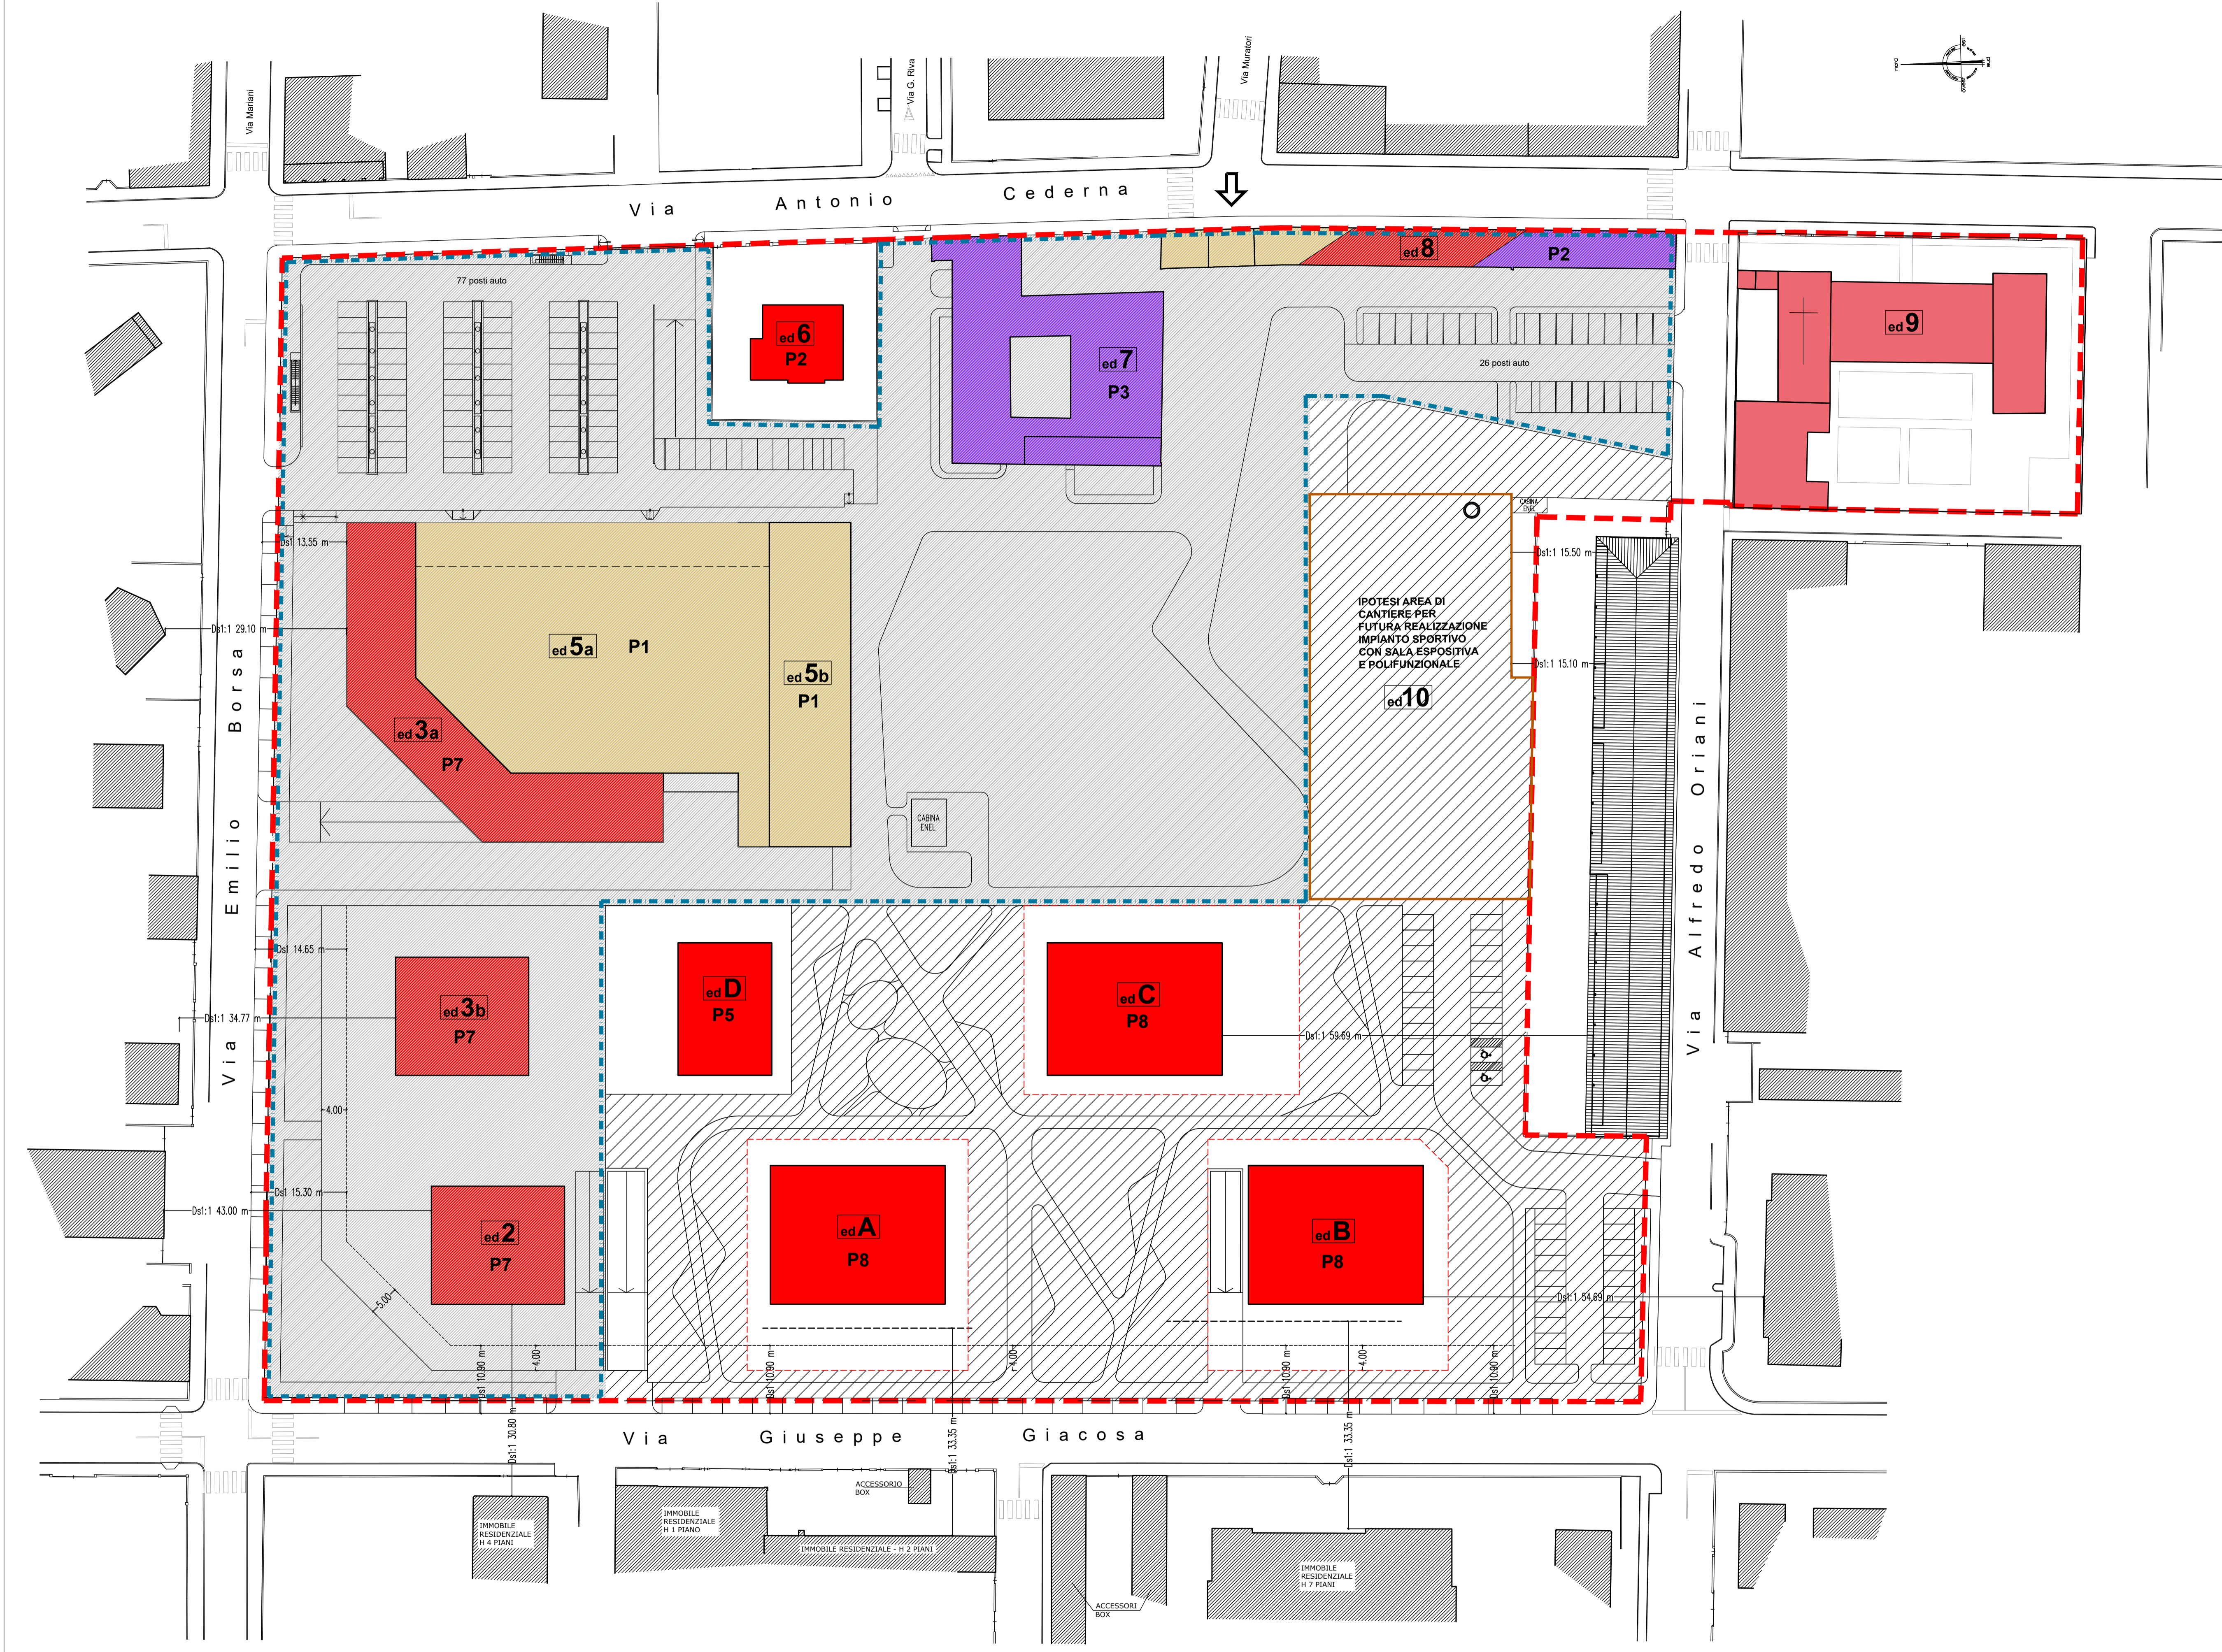 Via Mariani
Via G. Riva
Via Muratori
nord
sud
est
Via Antonio Cederna
77 posti auto
ed 6
P2
ed 7
P3
ed 8
P2
26 posti auto
ed 9
Ds1 13.55 m
Ds1:1 29.10 m
ed 5a P1
ed 5b
P1
ed 3a
P7
CABINA
ENEL
CABINA
ENEL
IPOTESI AREA DI
CANTIERE PER
FUTURA REALIZZAZIONE
IMPIANTO SPORTIVO
CON SALA ESPOSITIVA
E POLIFUNZIONALE
ed 10
Ds1:1 15.50 m
Ds1:1 15.10 m
Via Emilio Borsa
Via Alfredo Oriani
Ds1 14.65 m
Ds1:1 34.77 m
ed 3b
P7
ed D
P5
ed C
P8
Ds1:1 59.69 m
4.00
Ds1 15.30 m
Ds1:1 43.00 m
ed 2
P7
ed A
P8
ed B
P8
Ds1:1 54.69 m
5.00
Ds1 10.90 m
4.00
Ds1 10.90 m
4.00
Ds1 10.90 m
4.00
Ds1 10.90 m
Ds1:1 30.80 m
Ds1:1 33.35 m
Ds1:1 33.35 m
Via Giuseppe Giacosa
IMMOBILE
RESIDENZIALE
H 4 PIANI
IMMOBILE
RESIDENZIALE
H 1 PIANO
ACCESSORIO
BOX
IMMOBILE RESIDENZIALE - H 2 PIANI
ACCESSORI
BOX
IMMOBILE
RESIDENZIALE
H 7 PIANI